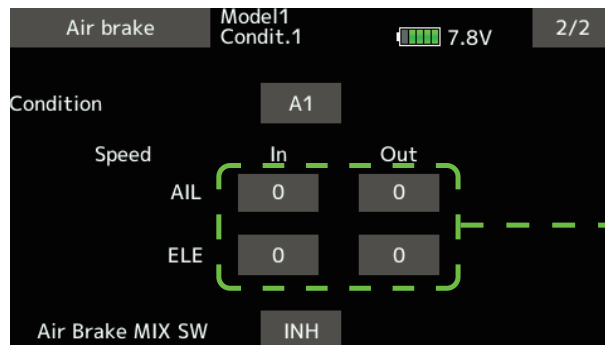 Air brake Model1 Condit.1 7.8V 2/2
Condition A1
Speed In Out
AIL 0 0
ELE 0 0
Air Brake MIX SW INH